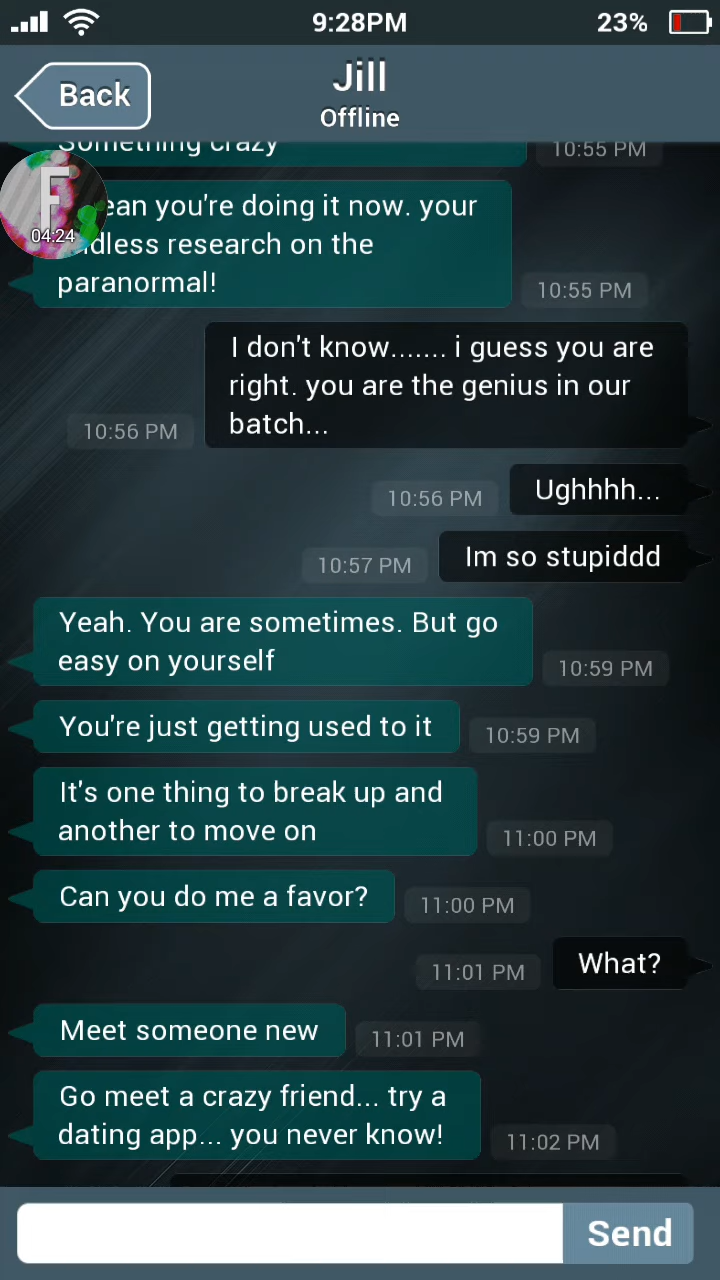 9:28PM
23%
Back
Jill
Offline
Something crazy
10:55 PM
F
04:24
ean you're doing it now. your
dless research on the
paranormal!
10:55 PM
I don't know....... i guess you are
right. you are the genius in our
batch...
10:56 PM
Ughhhh...
10:56 PM
Im so stupiddd
10:57 PM
Yeah. You are sometimes. But go
easy on yourself
10:59 PM
You're just getting used to it
10:59 PM
It's one thing to break up and
another to move on
11:00 PM
Can you do me a favor?
11:00 PM
What?
11:01 PM
Meet someone new
11:01 PM
Go meet a crazy friend... try a
dating app... you never know!
11:02 PM
Send